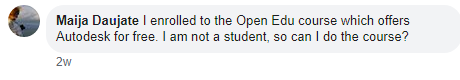 Maija Daujate I enrolled to the Open Edu course which offers
Autodesk for free. I am not a student, so can I do the course?
2w